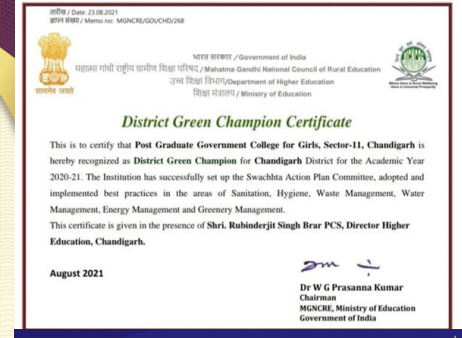 तारीख / Date: 23.08.2021
ज्ञापन संख्या / Memo no: MGNCRE/GOI/CHD/268
भारत सरकार /Government of India
महात्मा गांधी राष्ट्रीय ग्रामीण शिक्षा परिषद /Mahatma Gandhi National Council of Rural Education
उच्च शिक्षा विभाग/Department of Higher Education
शिक्षा मंत्रालय / Ministry of Education
सत्यमेव जयते
District Green Champion Certificate
This is to certify that Post Graduate Government College for Girls, Sector-11, Chandigarh is
hereby recognized as District Green Champion for Chandigarh District for the Academic Year
2020-21. The Institution has successfully set up the Swachhta Action Plan Committee, adopted and
implemented best practices in the areas of Sanitation, Hygiene, Waste Management, Water
Management, Energy Management and Greenery Management.
This certificate is given in the presence of Shri. Rubinderjit Singh Brar PCS, Director Higher
Education, Chandigarh.
August 2021
Dr W G Prasanna Kumar
Chairman
MGNCRE, Ministry of Education
Government of India